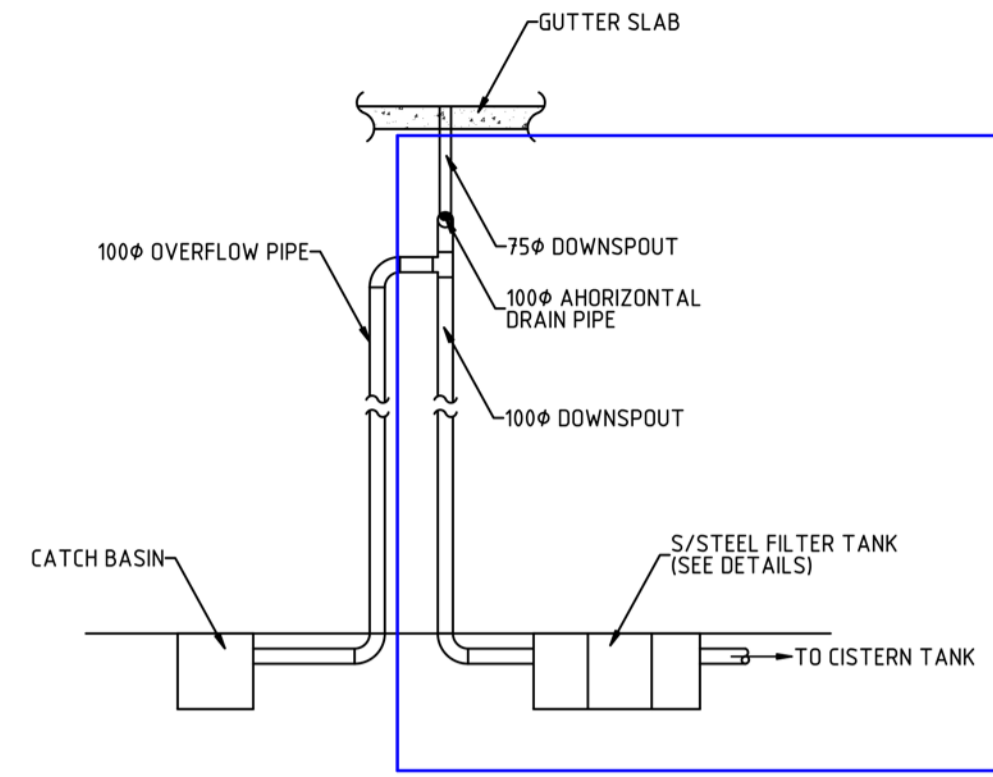 GUTTER SLAB
100Φ OVERFLOW PIPE
75Φ DOWNSPOUT
100Φ AHORIZONTAL
DRAIN PIPE
100Φ DOWNSPOUT
CATCH BASIN
S/STEEL FILTER TANK
(SEE DETAILS)
TO CISTERN TANK